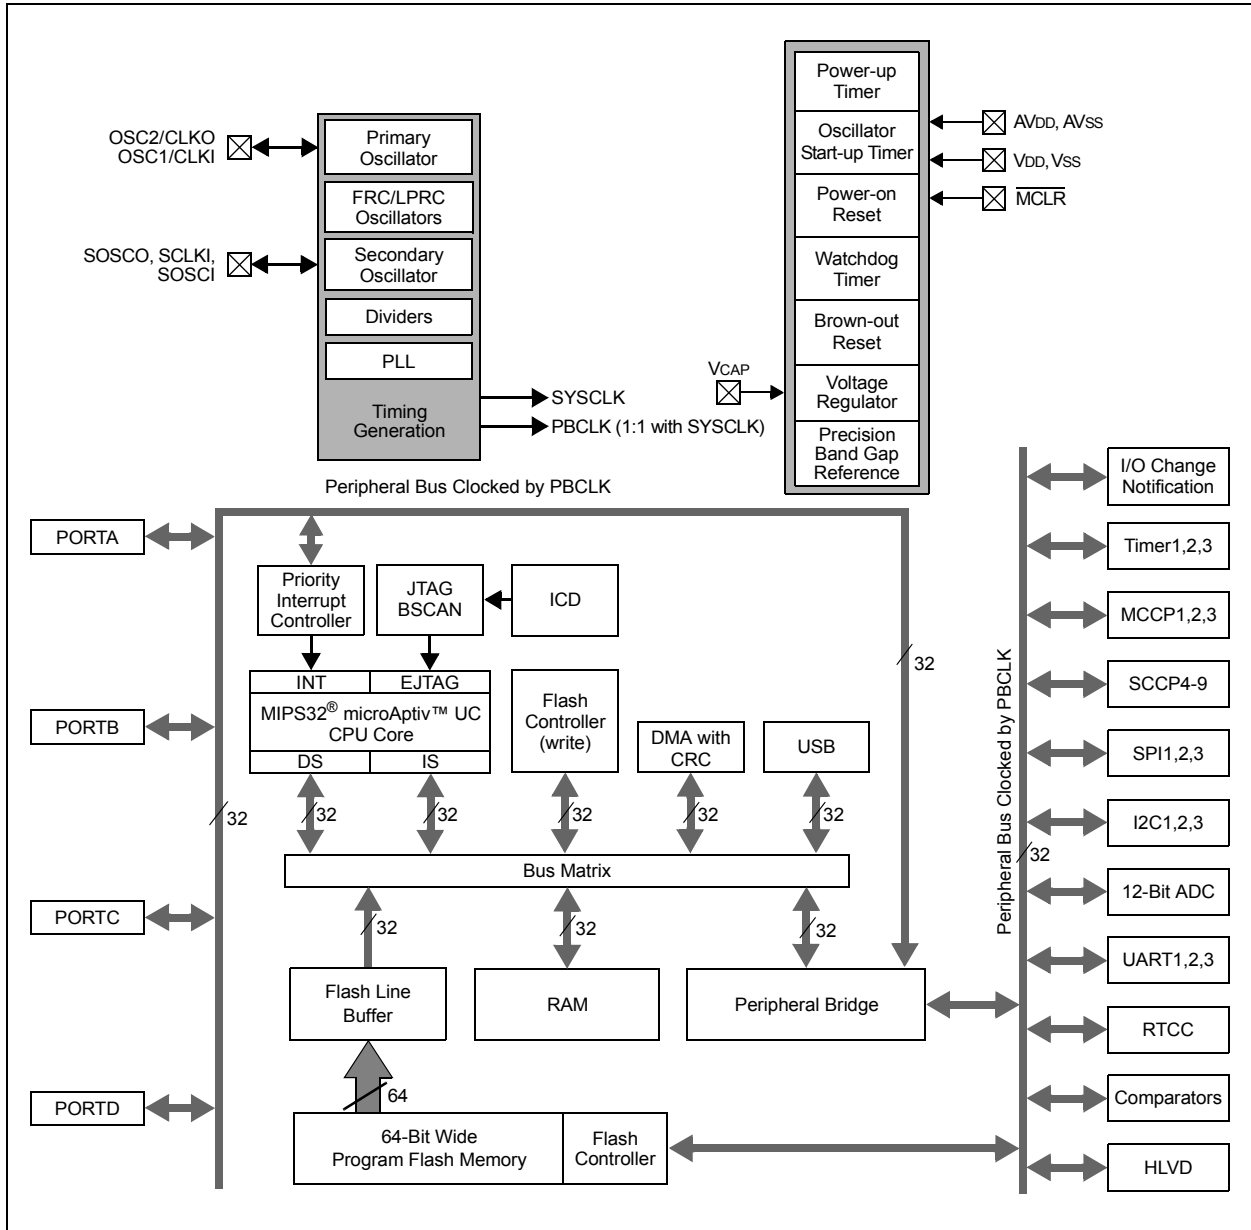 Power-up
Timer
OSC2/CLKO
OSC1/CLKI
Primary
Oscillator
Oscillator
Start-up Timer
AVDD, AVSS
VDD, VSS
FRC/LPRC
Oscillators
Power-on
Reset
MCLR
SOSCO, SCLKI,
SOSCI
Secondary
Oscillator
Watchdog
Timer
Dividers
Brown-out
Reset
PLL
VCAP
Voltage
Regulator
SYSCLK
Timing
Generation
PBCLK (1:1 with SYSCLK)
Precision
Band Gap
Reference
Peripheral Bus Clocked by PBCLK
I/O Change
Notification
PORTA
Timer1,2,3
Priority
Interrupt
Controller
JTAG
BSCAN
ICD
MCCP1,2,3
32
INT
EJTAG
SCCP4-9
MIPS32® microAptiv™ UC
CPU Core
Flash
Controller
(write)
PORTB
DMA with
CRC
USB
SPI1,2,3
DS
IS
Peripheral Bus Clocked by PBCLK
32
32
32
32
32
32
I2C1,2,3
32
Bus Matrix
12-Bit ADC
PORTC
32
32
32
UART1,2,3
Flash Line
Buffer
RAM
Peripheral Bridge
RTCC
64
PORTD
Comparators
64-Bit Wide
Program Flash Memory
Flash
Controller
HLVD